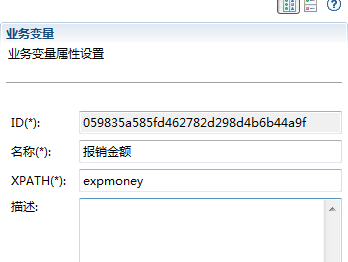 业务变量
业务变量属性设置
ID(*): 059835a585fd462782d298d4b6b44a9f
名称(*): 报销金额
XPATH(*): expmoney
描述: